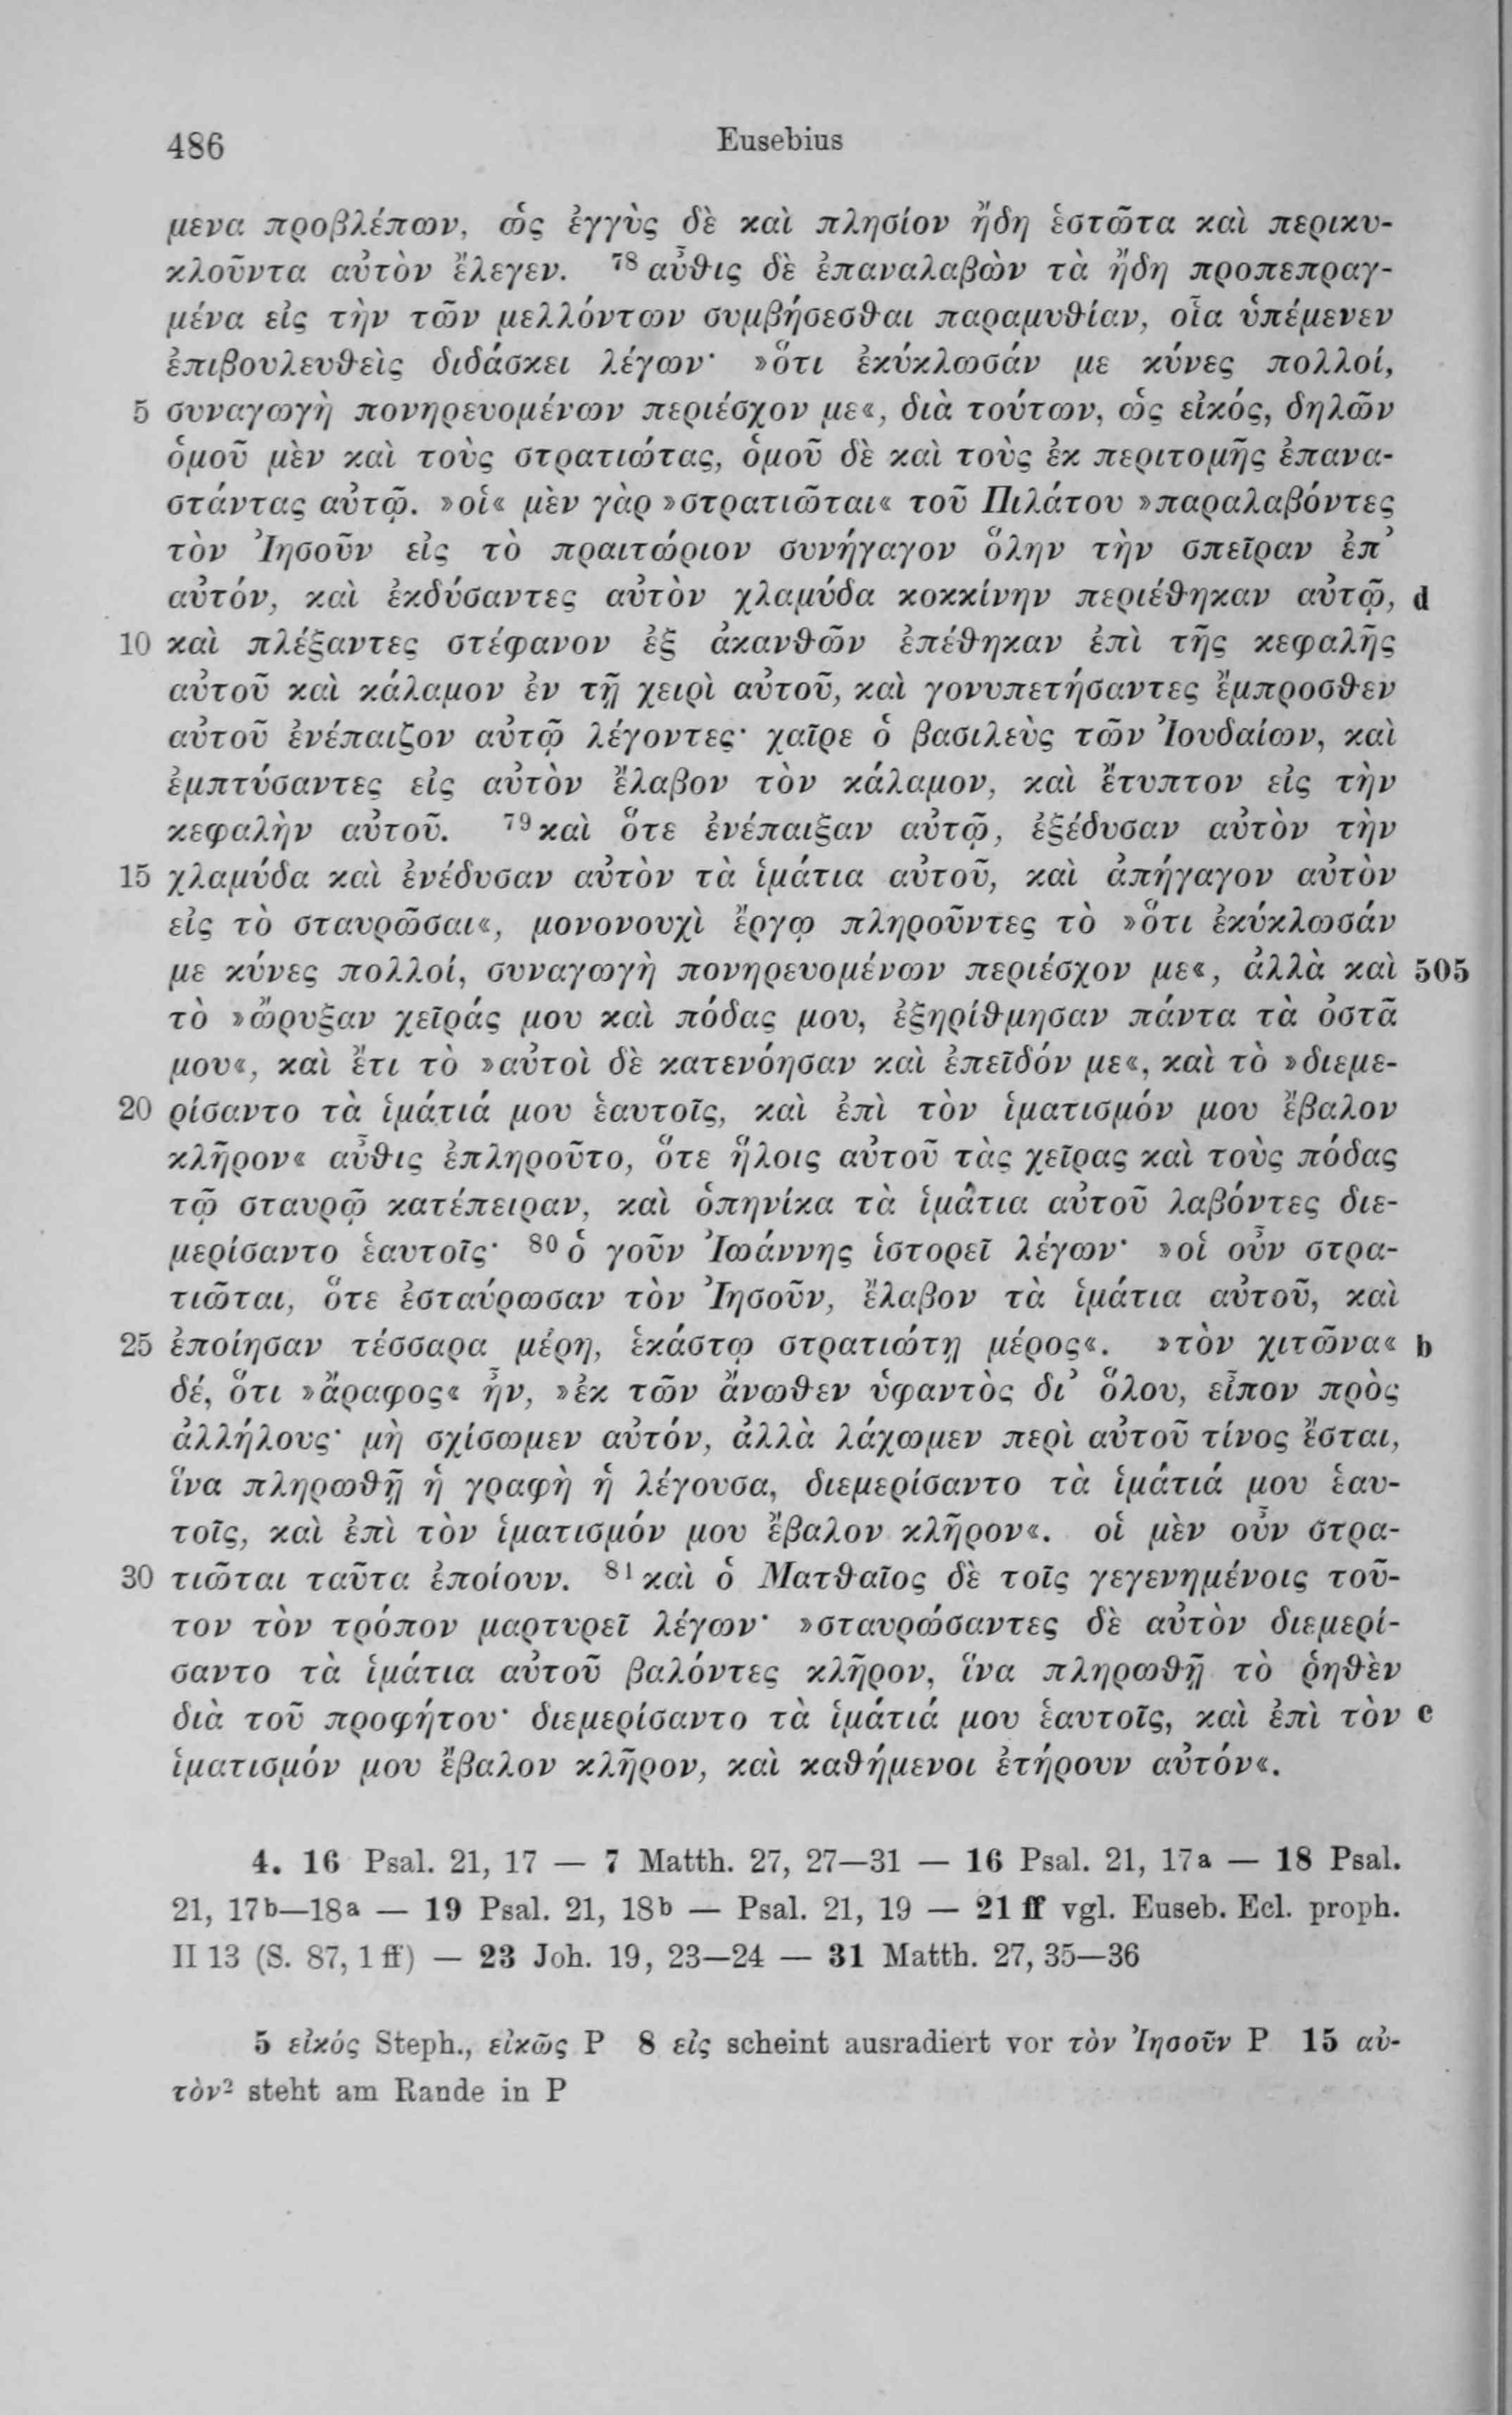 486 Eusebius
μενα προβλέπων, ὡς ἐγγὺς δὲ καὶ πλησίον ἤδη ἑστῶτα καὶ περικυ-
κλοῦντα αὐτὸν ἔλεγεν. ⁷⁸ αὖθις δὲ ἐπαναλαβὼν τὰ ἤδη προπεπραγ-
μένα εἰς τὴν τῶν μελλόντων συμβήσεσθαι παραμυθίαν, οἷα ὑπέμενεν
ἐπιβουλευθεὶς διδάσκει λέγων· »ὅτι ἐκύκλωσάν με κύνες πολλοί,
5 συναγωγὴ πονηρευομένων περιέσχον με«, διὰ τούτων, ὡς εἰκός, δηλῶν
ὁμοῦ μὲν καὶ τοὺς στρατιώτας, ὁμοῦ δὲ καὶ τοὺς ἐκ περιτομῆς ἐπανα-
στάντας αὐτῷ. »οἱ« μὲν γὰρ »στρατιῶται« τοῦ Πιλάτου »παραλαβόντες
τὸν Ἰησοῦν εἰς τὸ πραιτώριον συνήγαγον ὅλην τὴν σπεῖραν ἐπ’
αὐτόν, καὶ ἐκδύσαντες αὐτὸν χλαμύδα κοκκίνην περιέθηκαν αὐτῷ, d
10 καὶ πλέξαντες στέφανον ἐξ ἀκανθῶν ἐπέθηκαν ἐπὶ τῆς κεφαλῆς
αὐτοῦ καὶ κάλαμον ἐν τῇ χειρὶ αὐτοῦ, καὶ γονυπετήσαντες ἔμπροσθεν
αὐτοῦ ἐνέπαιζον αὐτῷ λέγοντες· χαῖρε ὁ βασιλεὺς τῶν Ἰουδαίων, καὶ
ἐμπτύσαντες εἰς αὐτὸν ἔλαβον τὸν κάλαμον, καὶ ἔτυπτον εἰς τὴν
κεφαλὴν αὐτοῦ. ⁷⁹ καὶ ὅτε ἐνέπαιξαν αὐτῷ, ἐξέδυσαν αὐτὸν τὴν
15 χλαμύδα καὶ ἐνέδυσαν αὐτὸν τὰ ἱμάτια αὐτοῦ, καὶ ἀπήγαγον αὐτὸν
εἰς τὸ σταυρῶσαι«, μονονουχὶ ἔργῳ πληροῦντες τὸ »ὅτι ἐκύκλωσάν
με κύνες πολλοί, συναγωγὴ πονηρευομένων περιέσχον με«, ἀλλὰ καὶ 505
τὸ »ὤρυξαν χεῖράς μου καὶ πόδας μου, ἐξηρίθμησαν πάντα τὰ ὀστᾶ
μου«, καὶ ἔτι τὸ »αὐτοὶ δὲ κατενόησαν καὶ ἐπεῖδόν με«, καὶ τὸ »διεμε-
20 ρίσαντο τὰ ἱμάτιά μου ἑαυτοῖς, καὶ ἐπὶ τὸν ἱματισμόν μου ἔβαλον
κλῆρον« αὖθις ἐπληροῦτο, ὅτε ἥλοις αὐτοῦ τὰς χεῖρας καὶ τοὺς πόδας
τῷ σταυρῷ κατέπειραν, καὶ ὁπηνίκα τὰ ἱμάτια αὐτοῦ λαβόντες διε-
μερίσαντο ἑαυτοῖς· ⁸⁰ ὁ γοῦν Ἰωάννης ἱστορεῖ λέγων· »οἱ οὖν στρα-
τιῶται, ὅτε ἐσταύρωσαν τὸν Ἰησοῦν, ἔλαβον τὰ ἱμάτια αὐτοῦ, καὶ
25 ἐποίησαν τέσσαρα μέρη, ἑκάστῳ στρατιώτῃ μέρος«. »τὸν χιτῶνα« b
δέ, ὅτι »ἄραφος« ἦν, »ἐκ τῶν ἄνωθεν ὑφαντὸς δι’ ὅλου, εἶπον πρὸς
ἀλλήλους· μὴ σχίσωμεν αὐτόν, ἀλλὰ λάχωμεν περὶ αὐτοῦ τίνος ἔσται,
ἵνα πληρωθῇ ἡ γραφὴ ἡ λέγουσα, διεμερίσαντο τὰ ἱμάτιά μου ἑαυ-
τοῖς, καὶ ἐπὶ τὸν ἱματισμόν μου ἔβαλον κλῆρον«. οἱ μὲν οὖν στρα-
30 τιῶται ταῦτα ἐποίουν. ⁸¹ καὶ ὁ Ματθαῖος δὲ τοῖς γεγενημένοις τοῦ-
τον τὸν τρόπον μαρτυρεῖ λέγων· »σταυρώσαντες δὲ αὐτὸν διεμερί-
σαντο τὰ ἱμάτια αὐτοῦ βαλόντες κλῆρον, ἵνα πληρωθῇ τὸ ῥηθὲν
διὰ τοῦ προφήτου· διεμερίσαντο τὰ ἱμάτιά μου ἑαυτοῖς, καὶ ἐπὶ τὸν c
ἱματισμόν μου ἔβαλον κλῆρον, καὶ καθήμενοι ἐτήρουν αὐτόν«.
4. 16 Psal. 21, 17 — 7 Matth. 27, 27—31 — 16 Psal. 21, 17a — 18 Psal.
21, 17b—18a — 19 Psal. 21, 18b — Psal. 21, 19 — 21 ff vgl. Euseb. Ecl. proph.
II 13 (S. 87, 1 ff) — 23 Joh. 19, 23—24 — 31 Matth. 27, 35—36
5 εἰκός Steph., εἰκῶς P 8 εἰς scheint ausradiert vor τὸν Ἰησοῦν P 15 αὐ-
τὸν² steht am Rande in P